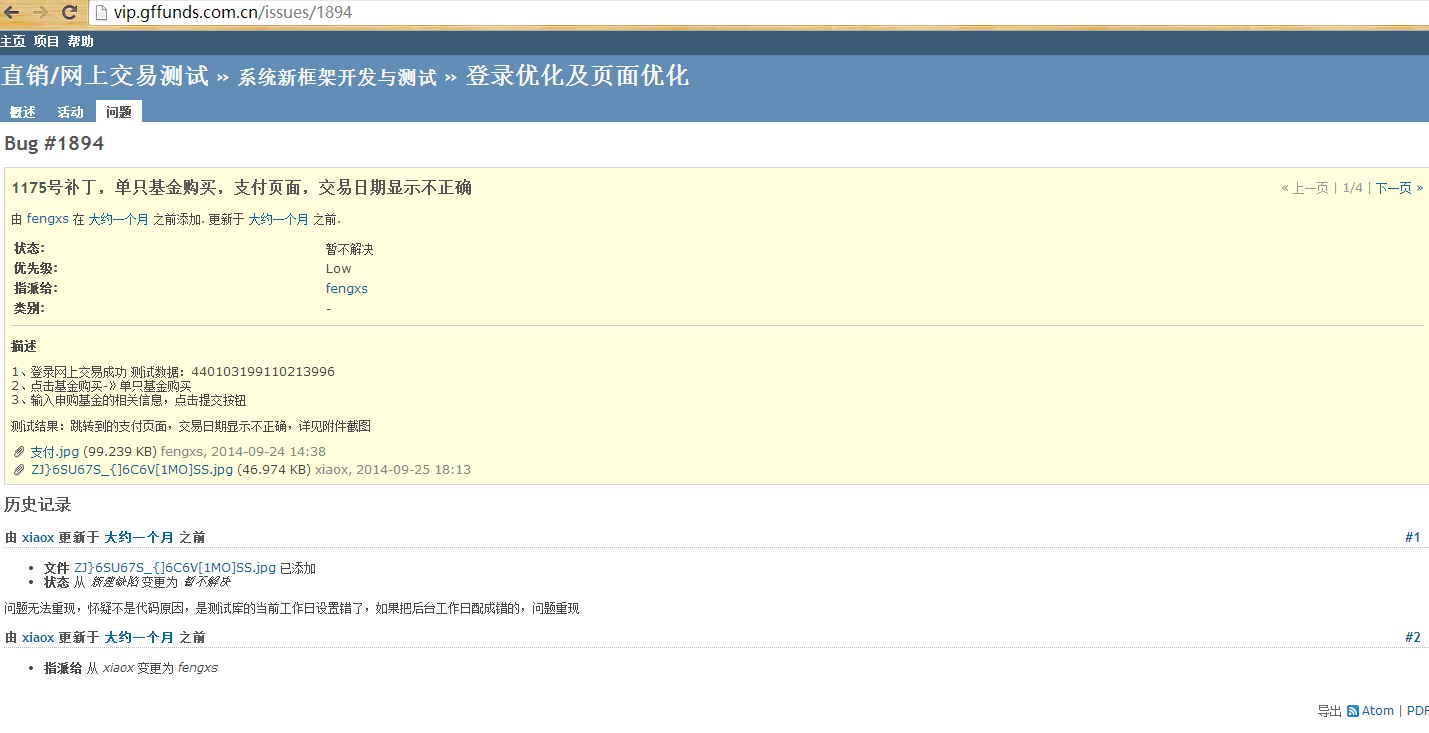 vip.gffunds.com.cn/issues/1894
主页 项目 帮助
直销/网上交易测试 » 系统新框架开发与测试 » 登录优化及页面优化
概述 活动 问题
Bug #1894
1175号补丁，单只基金购买，支付页面，交易日期显示不正确
« 上一页 | 1/4 | 下一页 »
由 fengxs 在 大约一个月 之前添加. 更新于 大约一个月 之前.
状态: 暂不解决
优先级: Low
指派给: fengxs
类别: -
描述
1、登录网上交易成功 测试数据：440103199110213996
2、点击基金购买-》单只基金购买
3、输入申购基金的相关信息，点击提交按钮
测试结果：跳转到的支付页面，交易日期显示不正确，详见附件截图
支付.jpg (99.239 KB) fengxs, 2014-09-24 14:38
ZJ}6SU67S_{]6C6V[1MO]SS.jpg (46.974 KB) xiaox, 2014-09-25 18:13
历史记录
由 xiaox 更新于 大约一个月 之前 #1
• 文件 ZJ}6SU67S_{]6C6V[1MO]SS.jpg 已添加
• 状态 从 新建缺陷 变更为 暂不解决
问题无法重现，怀疑不是代码原因，是测试库的当前工作日设置错了，如果把后台工作日配成错的，问题重现
由 xiaox 更新于 大约一个月 之前 #2
• 指派给 从 xiaox 变更为 fengxs
导出 Atom | PDF